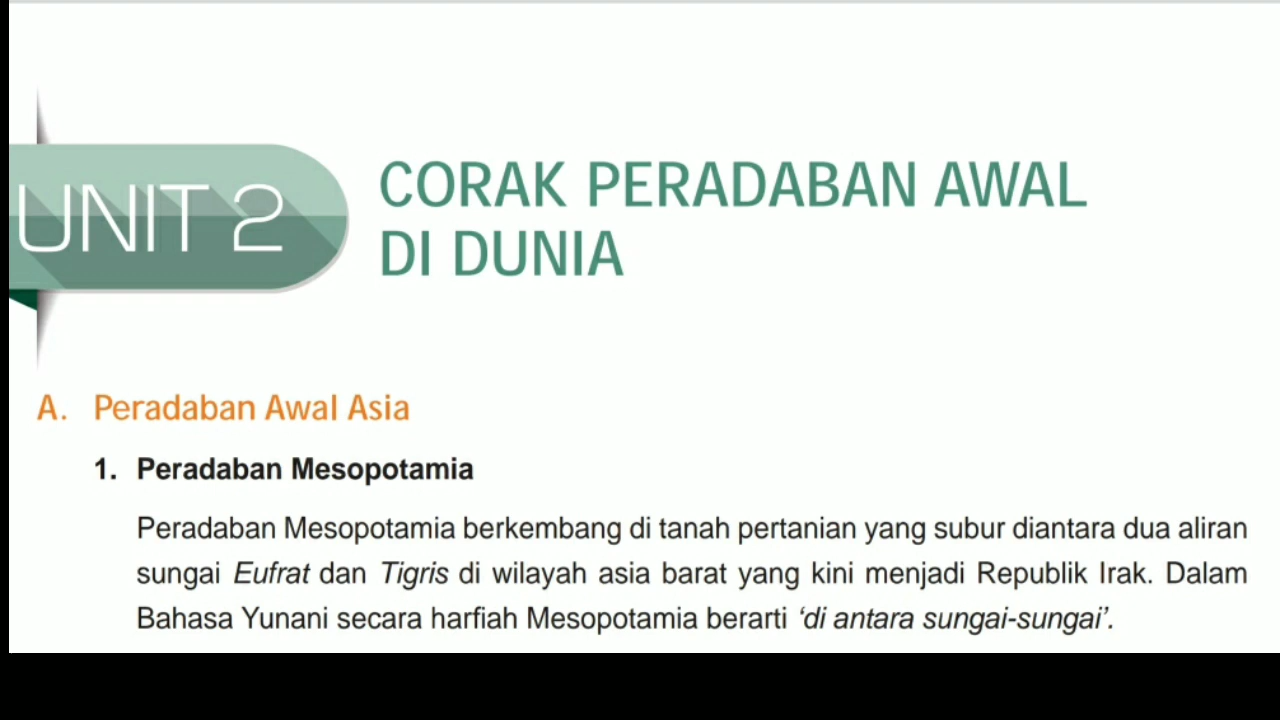 UNIT 2
CORAK PERADABAN AWAL
DI DUNIA
A. Peradaban Awal Asia
1. Peradaban Mesopotamia
Peradaban Mesopotamia berkembang di tanah pertanian yang subur diantara dua aliran
sungai Eufrat dan Tigris di wilayah asia barat yang kini menjadi Republik Irak. Dalam
Bahasa Yunani secara harfiah Mesopotamia berarti ‘di antara sungai-sungai’.